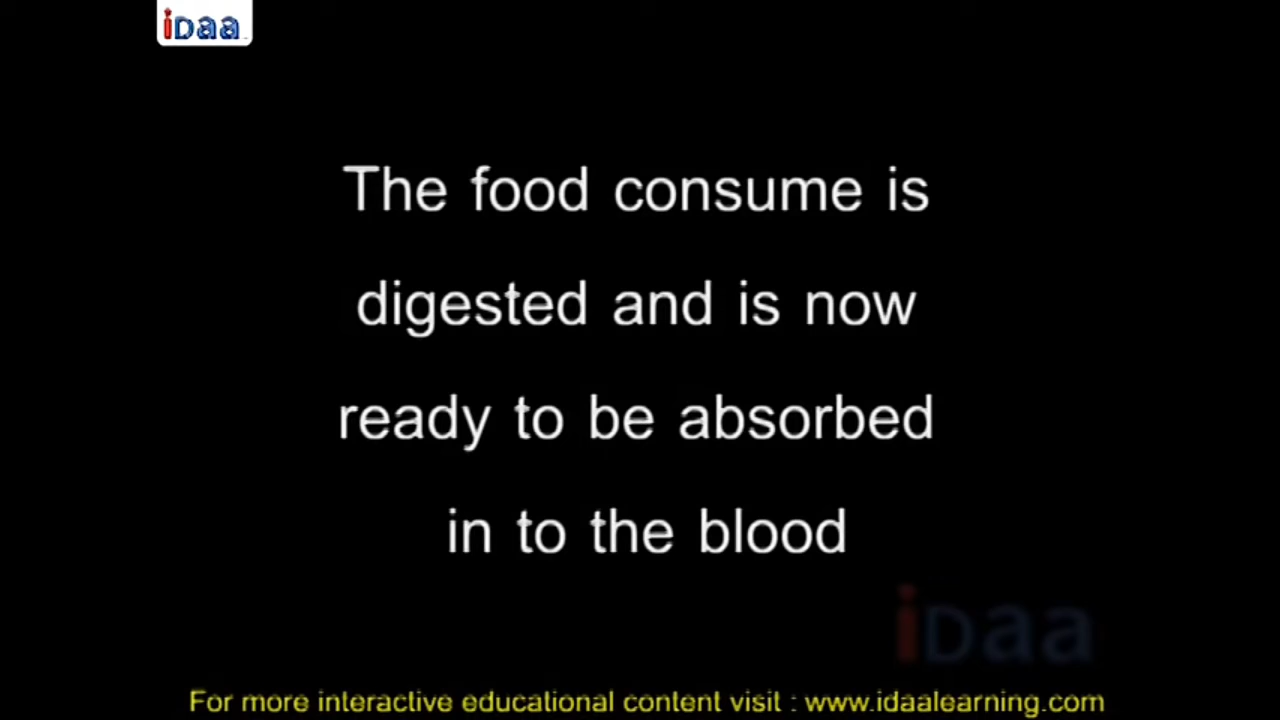 iDaa
The food consume is
digested and is now
ready to be absorbed
in to the blood
iDaa
For more interactive educational content visit : www.idaalearning.com